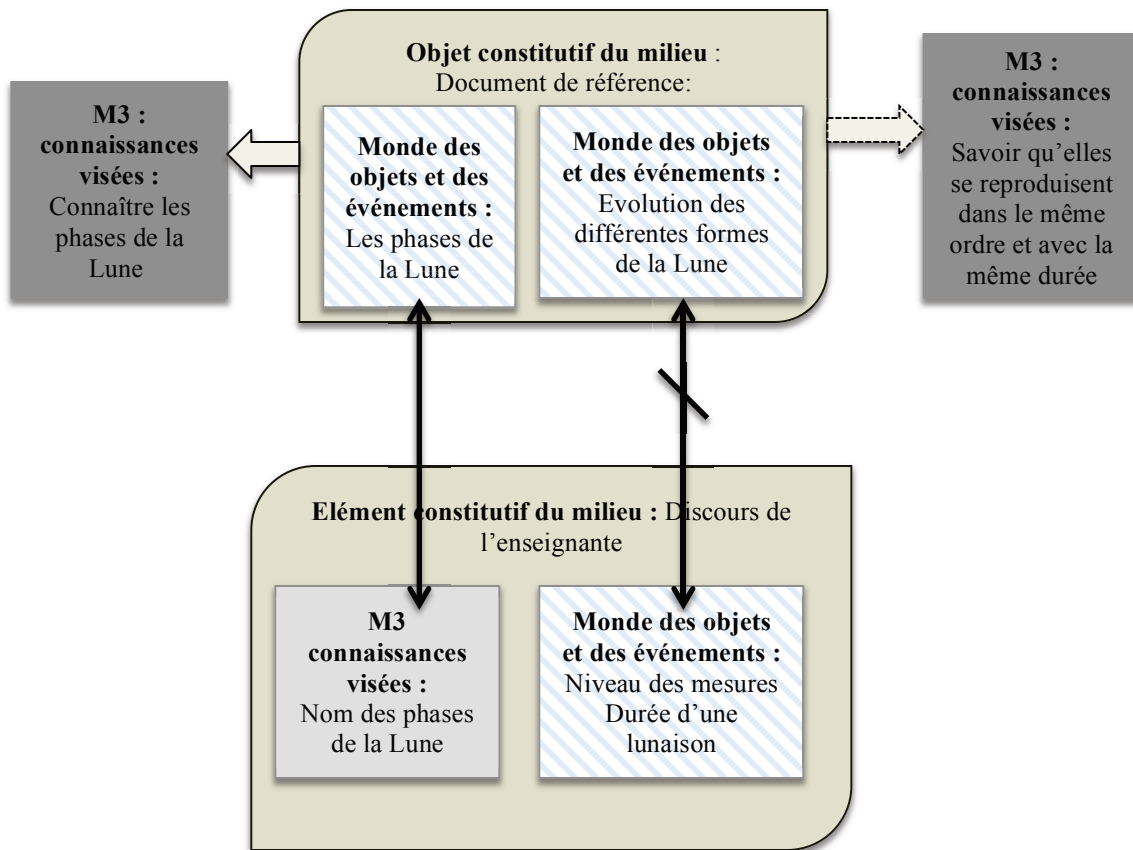 Objet constitutif du milieu :
Document de référence:
M3 :
connaissances
visées :
Connaître les
phases de la
Lune
Monde des
objets et des
événements :
Les phases de
la Lune
Monde des objets
et des événements :
Evolution des
différentes formes
de la Lune
M3 :
connaissances
visées :
Savoir qu’elles
se reproduisent
dans le même
ordre et avec la
même durée
Elément constitutif du milieu : Discours de
l’enseignante
M3
connaissances
visées :
Nom des phases
de la Lune
Monde des objets
et des événements :
Niveau des mesures
Durée d’une
lunaison